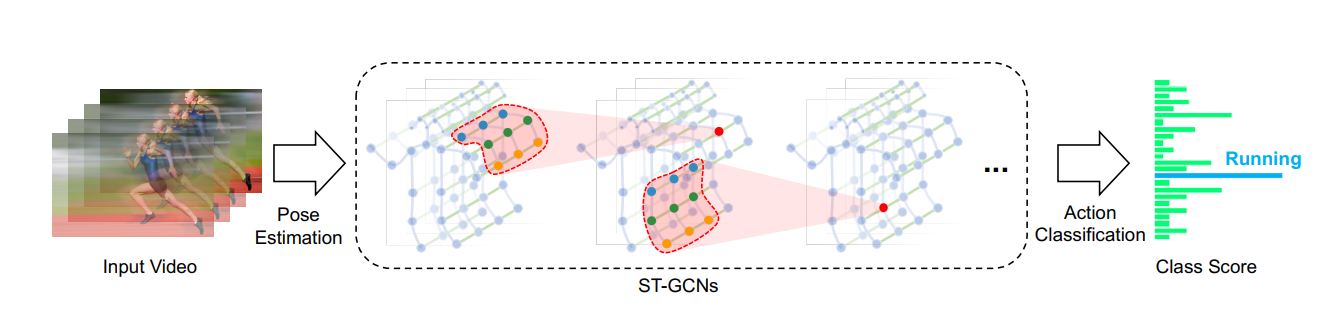 Input Video
Pose
Estimation
...
ST-GCNs
Action
Classification
Running
Class Score